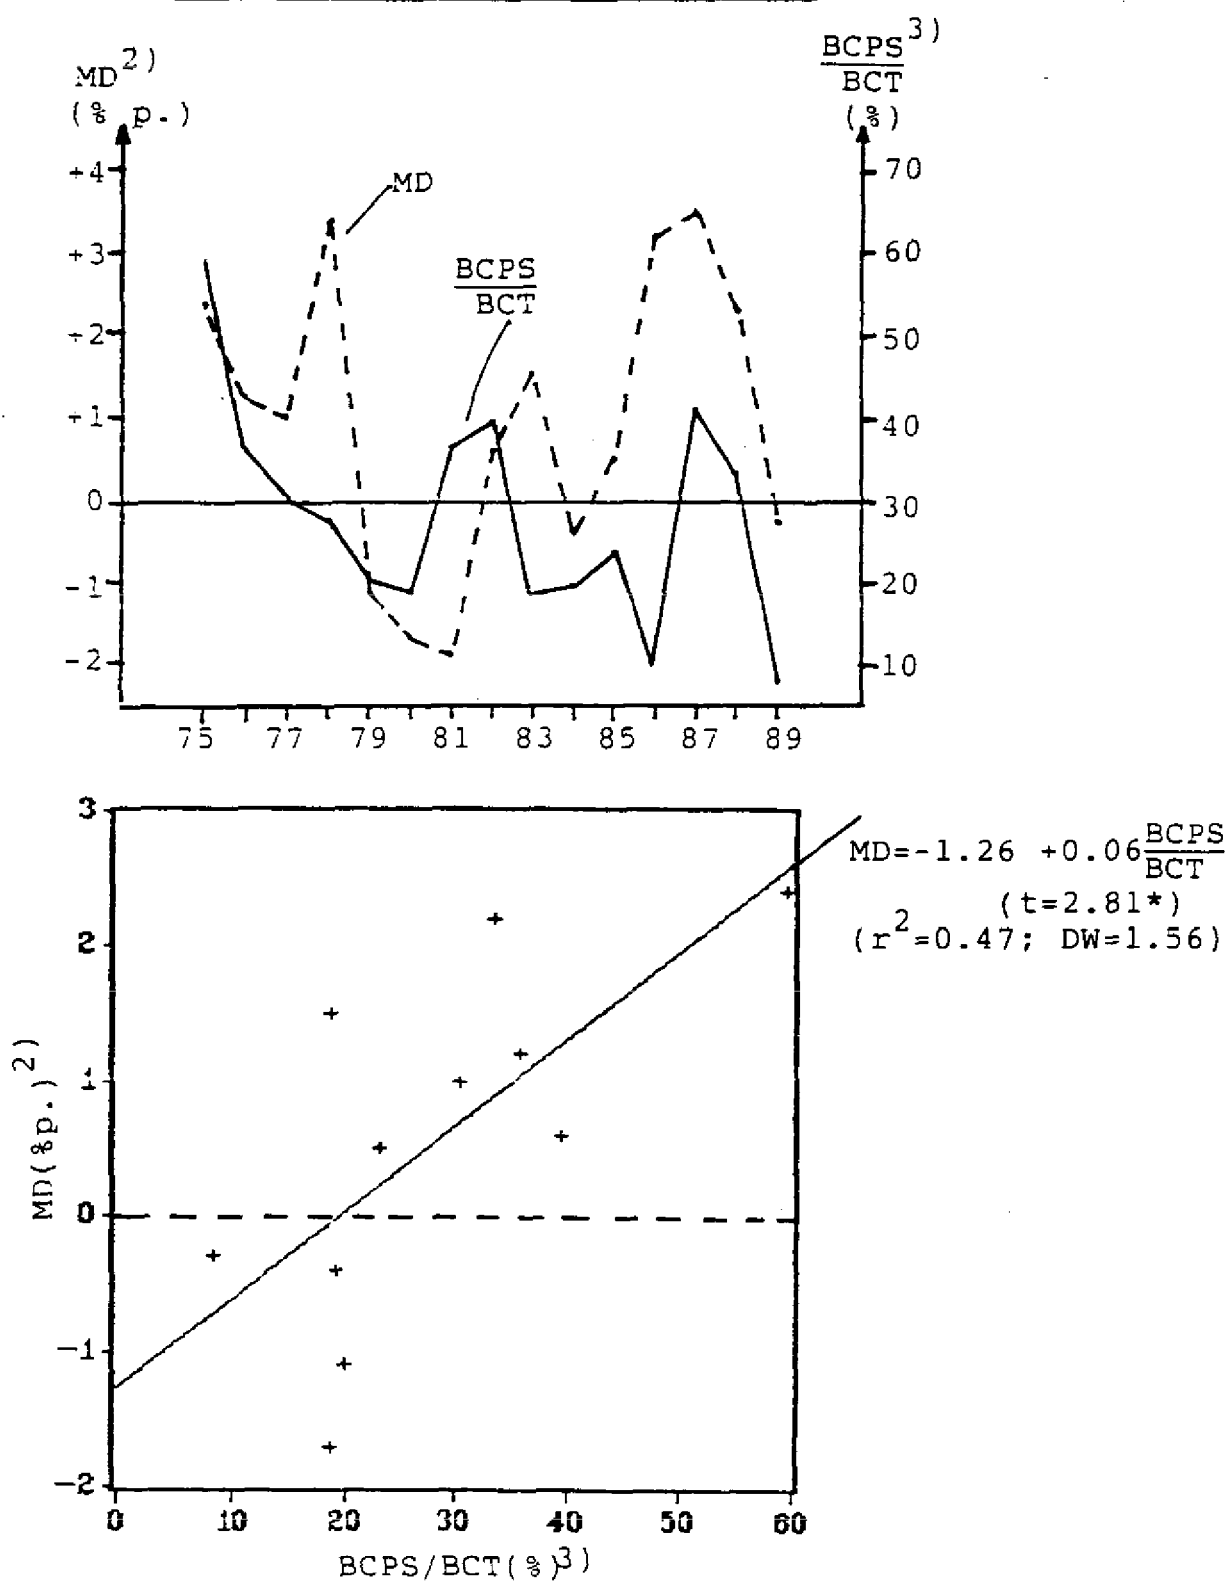 MD2)
(% p.)
BCPS3)
BCT
(%)
+4
+3
+2
+1
0
-1
-2
MD
BCPS
BCT
70
60
50
40
30
20
10
75 77 79 81 83 85 87 89
3
2
1
0
-1
-2
MD(%p.)2)
0 10 20 30 40 50 60
BCPS/BCT(%)3)
MD=-1.26 +0.06 BCPS
BCT
(t=2.81*)
(r2=0.47; DW=1.56)